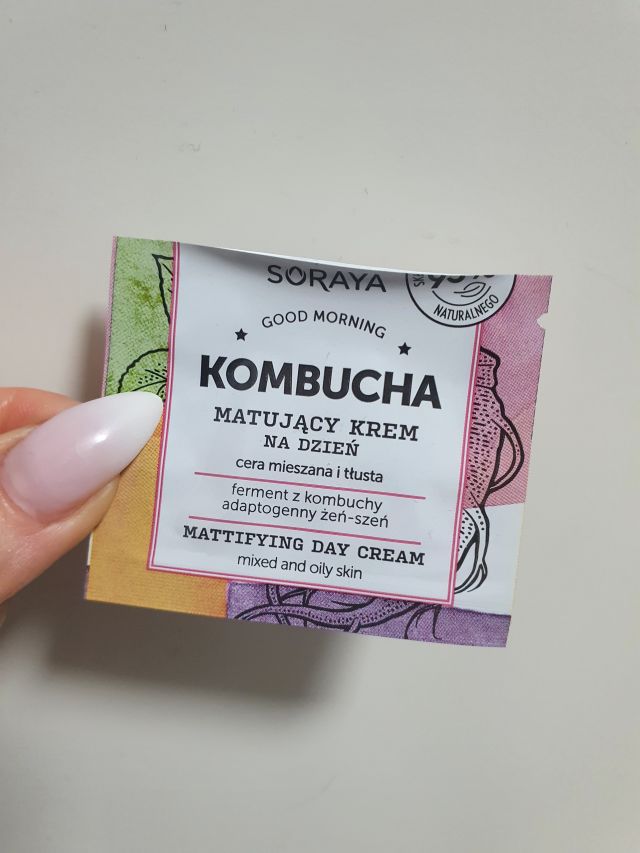 SORAYA
NATURALNEGO
GOOD MORNING
KOMBUCHA
MATUJĄCY KREM
NA DZIEŃ
cera mieszana i tłusta
ferment z kombuchy
adaptogenny żeń-szeń
MATTIFYING DAY CREAM
mixed and oily skin